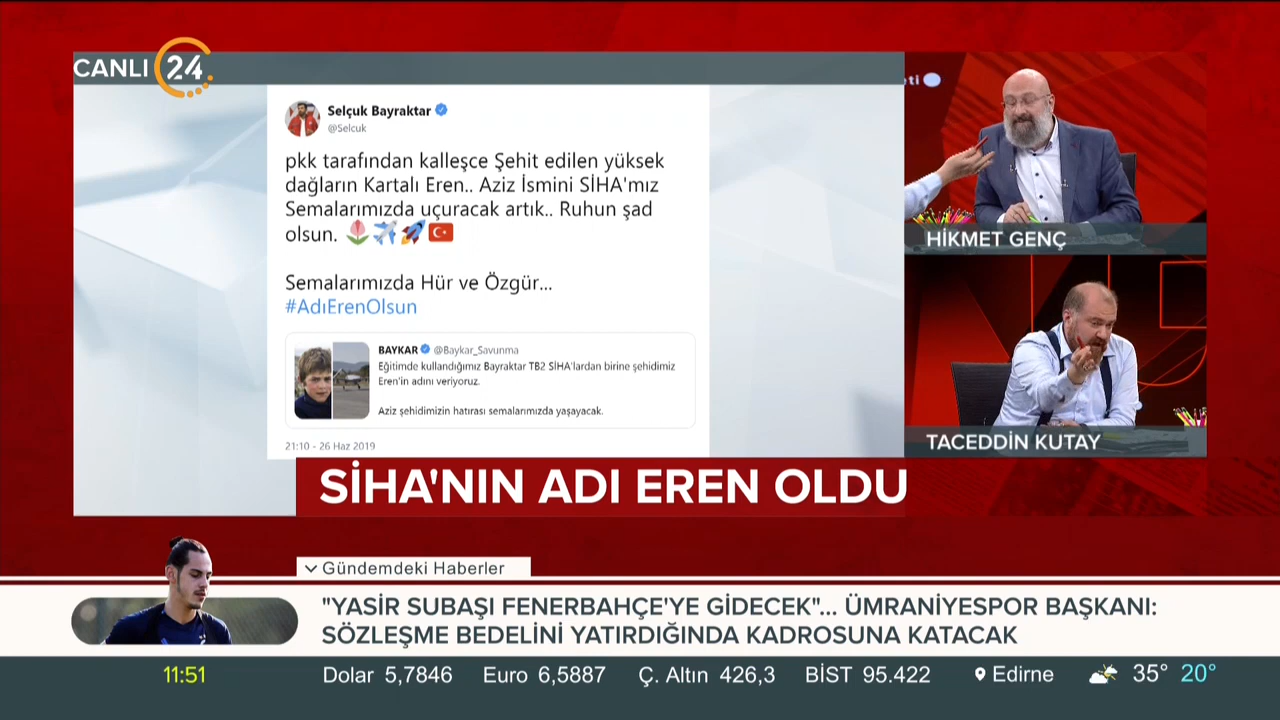 CANLI 24
eti
Selçuk Bayraktar
@Selcuk
pkk tarafından kalleşce Şehit edilen yüksek
dağların Kartalı Eren.. Aziz İsmini SİHA'mız
Semalarımızda uçuracak artık.. Ruhun şad
olsun.
Semalarımızda Hür ve Özgür...
#AdıErenOlsun
BAYKAR @Baykar_Savunma
Eğitimde kullandığımız Bayraktar TB2 SİHA'lardan birine şehidimiz
Eren'in adını veriyoruz.
Aziz şehidimizin hatırası semalarımızda yaşayacak.
21:10 - 26 Haz 2019
HİKMET GENÇ
TACEDDİN KUTAY
SİHA'NIN ADI EREN OLDU
Gündemdeki Haberler
"YASİR SUBAŞI FENERBAHÇE'YE GİDECEK"... ÜMRANİYESPOR BAŞKANI:
SÖZLEŞME BEDELİNİ YATIRDIĞINDA KADROSUNA KATACAK
11:51 Dolar 5,7846 Euro 6,5887 Ç. Altın 426,3 BİST 95.422 Edirne 35° 20°